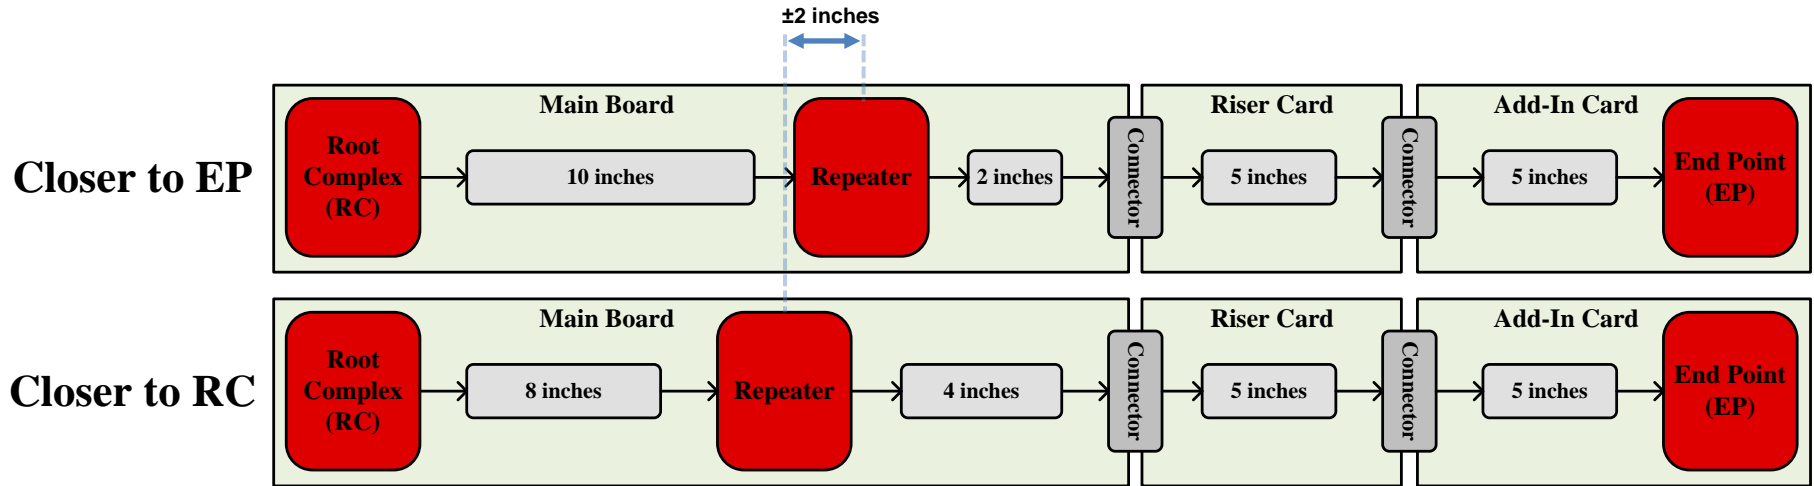 ±2 inches
Closer to EP
Main Board
Riser Card
Add-In Card
Root
Complex
(RC)
10 inches
Repeater
2 inches
Connector
5 inches
Connector
5 inches
End Point
(EP)
Closer to RC
Main Board
Riser Card
Add-In Card
Root
Complex
(RC)
8 inches
Repeater
4 inches
Connector
5 inches
Connector
5 inches
End Point
(EP)